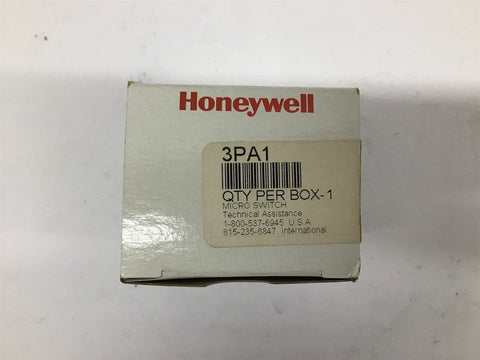 Honeywell
3PA1
QTY PER BOX-1
MICRO SWITCH
Technical Assistance
1-800-537-6945 U.S.A
815-235-6847 International